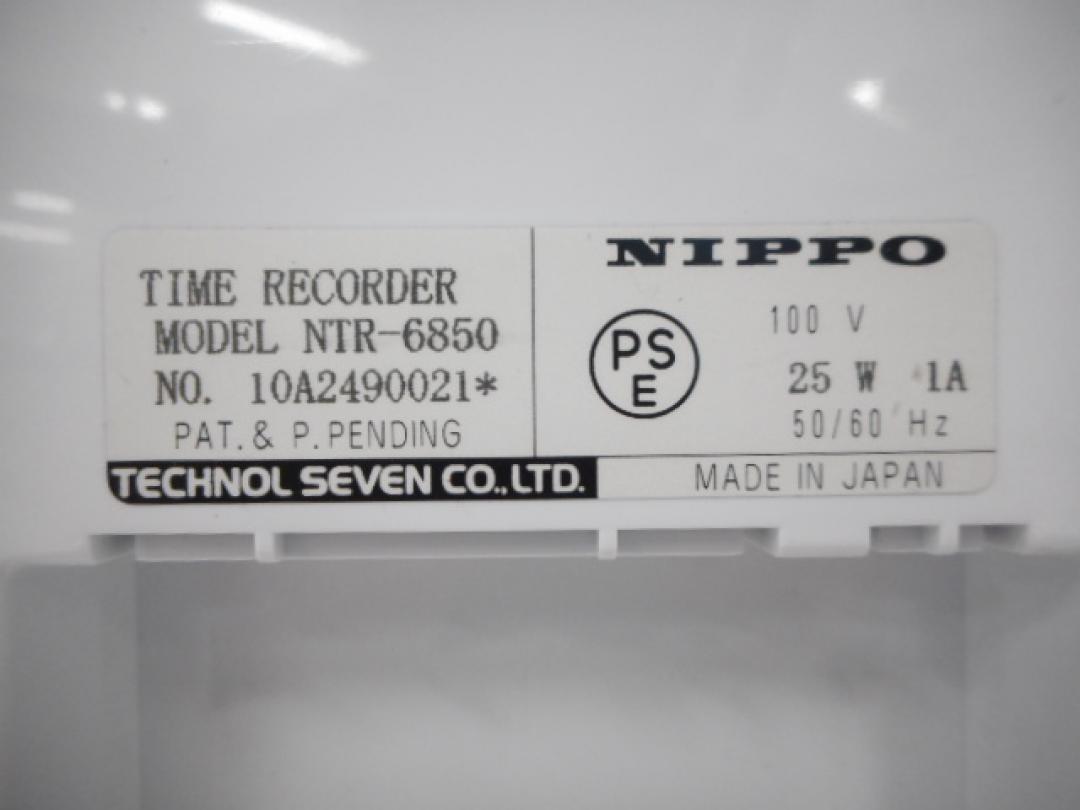 TIME RECORDER
MODEL NTR-6850
NO. 10A2490021*
PAT. & P. PENDING
TECHNOL SEVEN CO., LTD.
NIPPO
PS
E
100 V
25 W 1A
50/60 Hz
MADE IN JAPAN